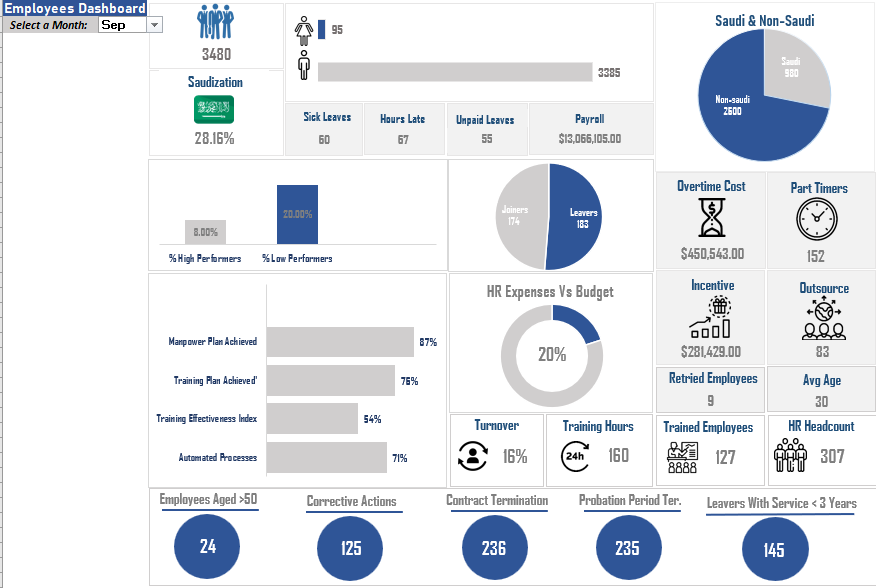 Employees Dashboard
Select a Month: Sep
3480
Saudization
28.16%
95
3385
Sick Leaves
60
Hours Late
67
Unpaid Leaves
55
Payroll
$13,066,105.00
Saudi & Non-Saudi
Saudi
980
Non-saudi
2500
8.00%
20.00%
% High Performers
% Low Performers
Joiners
174
Leavers
183
Overtime Cost
$450,543.00
Part Timers
152
Incentive
$281,429.00
Outsource
83
Manpower Plan Achieved
87%
Training Plan Achieved'
76%
Training Effectiveness Index
54%
Automated Processes
71%
HR Expenses Vs Budget
20%
Retried Employees
9
Avg Age
30
Turnover
16%
Training Hours
24h
160
Trained Employees
127
HR Headcount
307
Employees Aged >50
24
Corrective Actions
125
Contract Termination
236
Probation Period Ter.
235
Leavers With Service < 3 Years
145